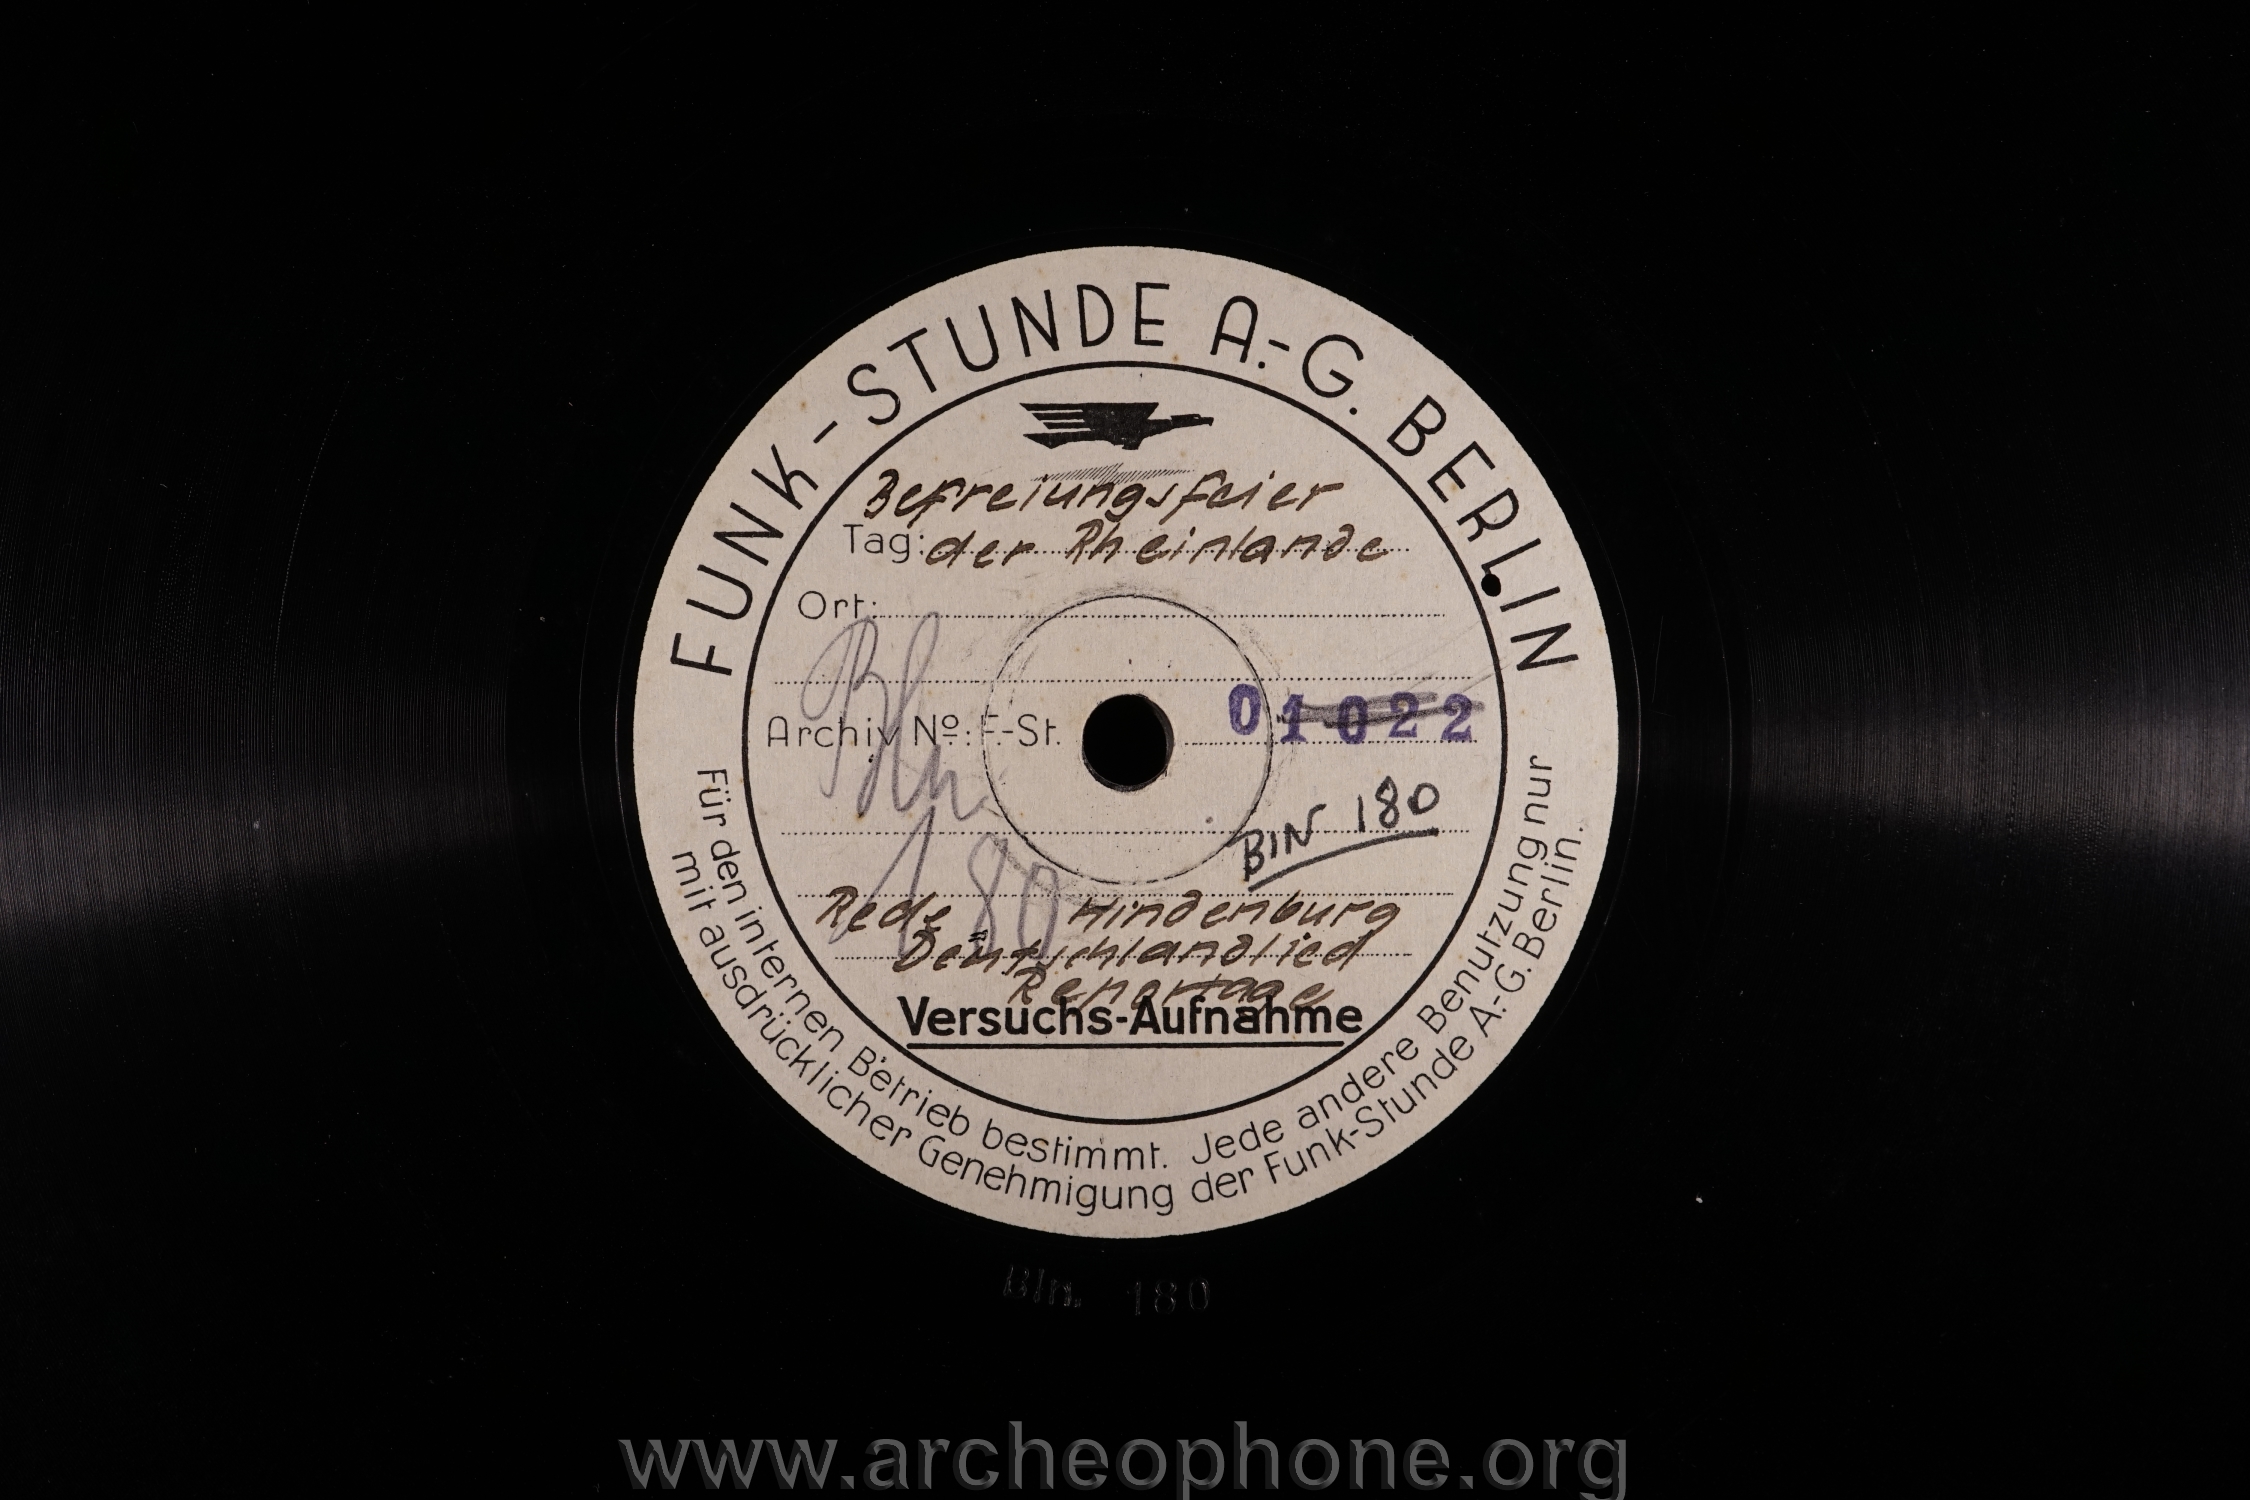 FUNK-STUNDE A.-G. BERLIN
Befreiungsfeier
Tag: der Rheinlande
Ort:
Archiv Nº: F.-St. 01022
Bln
180
BIN 180
Rede Hindenburg
Deutschlandlied
Reportage
Versuchs-Aufnahme
Für den internen Betrieb bestimmt. Jede andere Benutzung nur
mit ausdrücklicher Genehmigung der Funk-Stunde A.-G. Berlin.
Bln. 180
www.archeophone.org